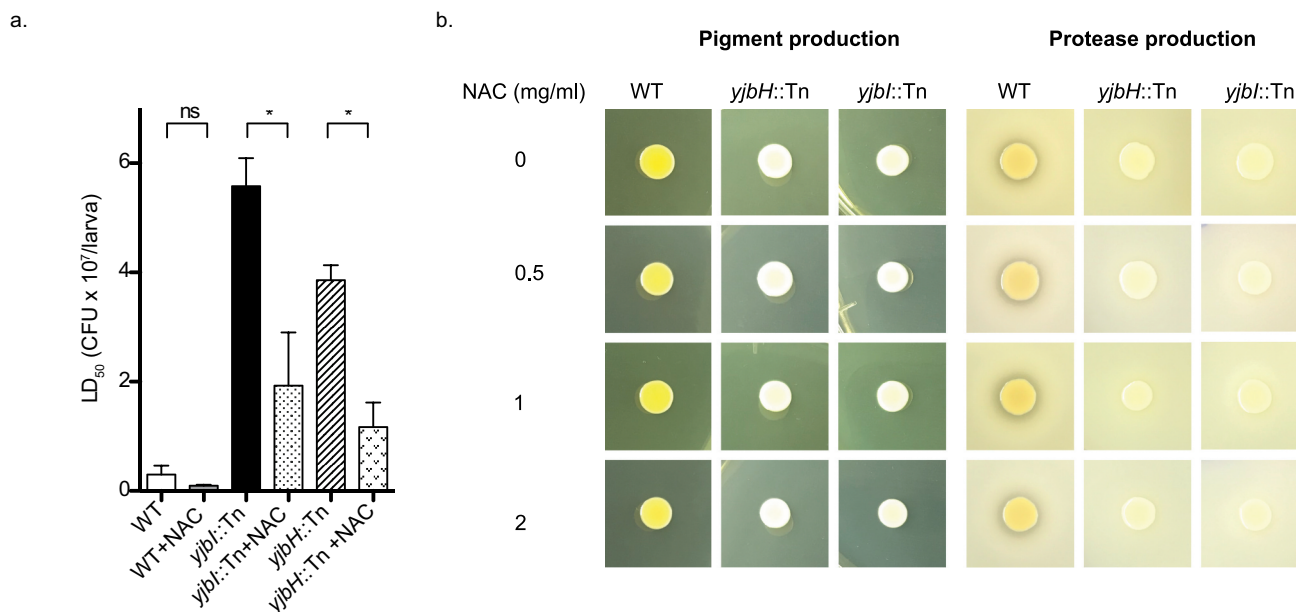 a.
ns
*
*
6
4
2
0
LD50 (CFU x 10⁷/larva)
WT
WT+NAC
yjbI::Tn
yjbI::Tn+NAC
yjbH::Tn
yjbH::Tn +NAC
b.
Pigment production
Protease production
NAC (mg/ml)
WT
yjbH::Tn
yjbI::Tn
WT
yjbH::Tn
yjbI::Tn
0
0.5
1
2